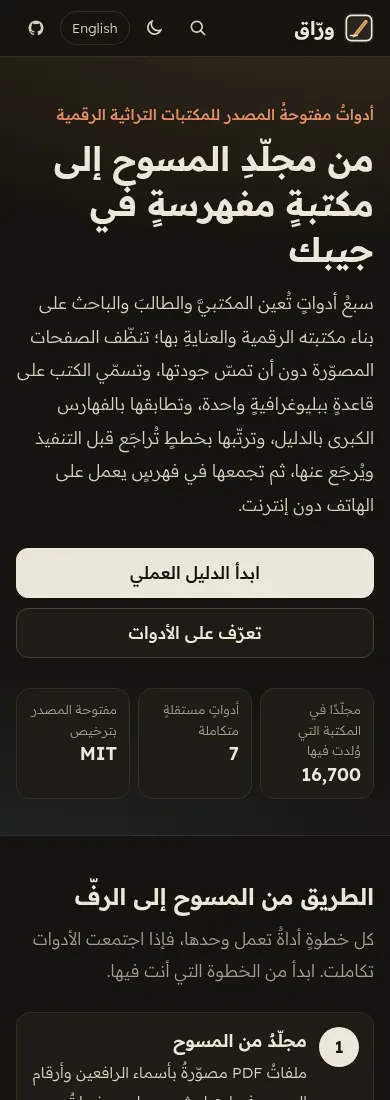 ورّاق
English
أدواتٌ مفتوحةُ المصدر للمكتبات التراثية الرقمية
من مجلّدِ المسوح إلى
مكتبةٍ مفهرسةٍ في
جيبك
سبعُ أدواتٍ تُعين المكتبيَّ والطالبَ والباحث على
بناء مكتبته الرقمية والعنايةِ بها؛ تنظّف الصفحات
المصوّرة دون أن تمسّ جودتها، وتسمّي الكتب على
قاعدةٍ ببليوغرافيةٍ واحدة، وتطابقها بالفهارس
الكبرى بالدليل، وترتّبها بخططٍ تُراجَع قبل التنفيذ
ويُرجَع عنها، ثم تجمعها في فهرسٍ يعمل على
الهاتف دون إنترنت.
ابدأ الدليل العملي
تعرّف على الأدوات
مجلّدًا في
المكتبة التي
وُلدت فيها
16,700
أدواتٍ مستقلةٍ
متكاملة
7
مفتوحة المصدر
بترخيص
MIT
الطريق من المسوح إلى الرفّ
كل خطوةٍ أداةٌ تعمل وحدها، فإذا اجتمعت الأدوات
تكاملت. ابدأ من الخطوة التي أنت فيها.
1
مجلّدُ من المسوح
ملفاتُ PDF مصوّرةٌ بأسماء الرافعين وأرقام